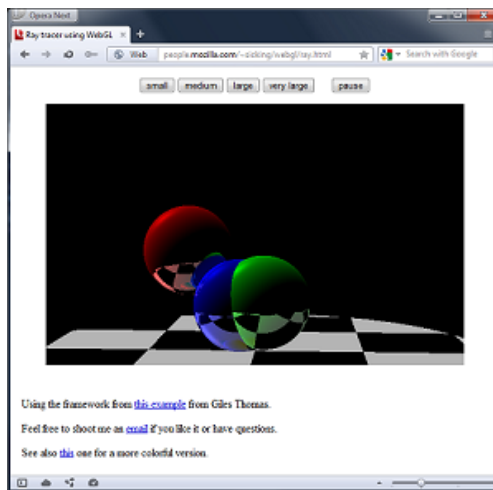 Opera Next
Ray tracer using WebGL
Web people.mozilla.com/~sicking/webgl/ray.html Search with Google
small medium large very large pause
Using the framework from this example from Giles Thomas.
Feel free to shoot me an email if you like it or have questions.
See also this one for a more colorful version.